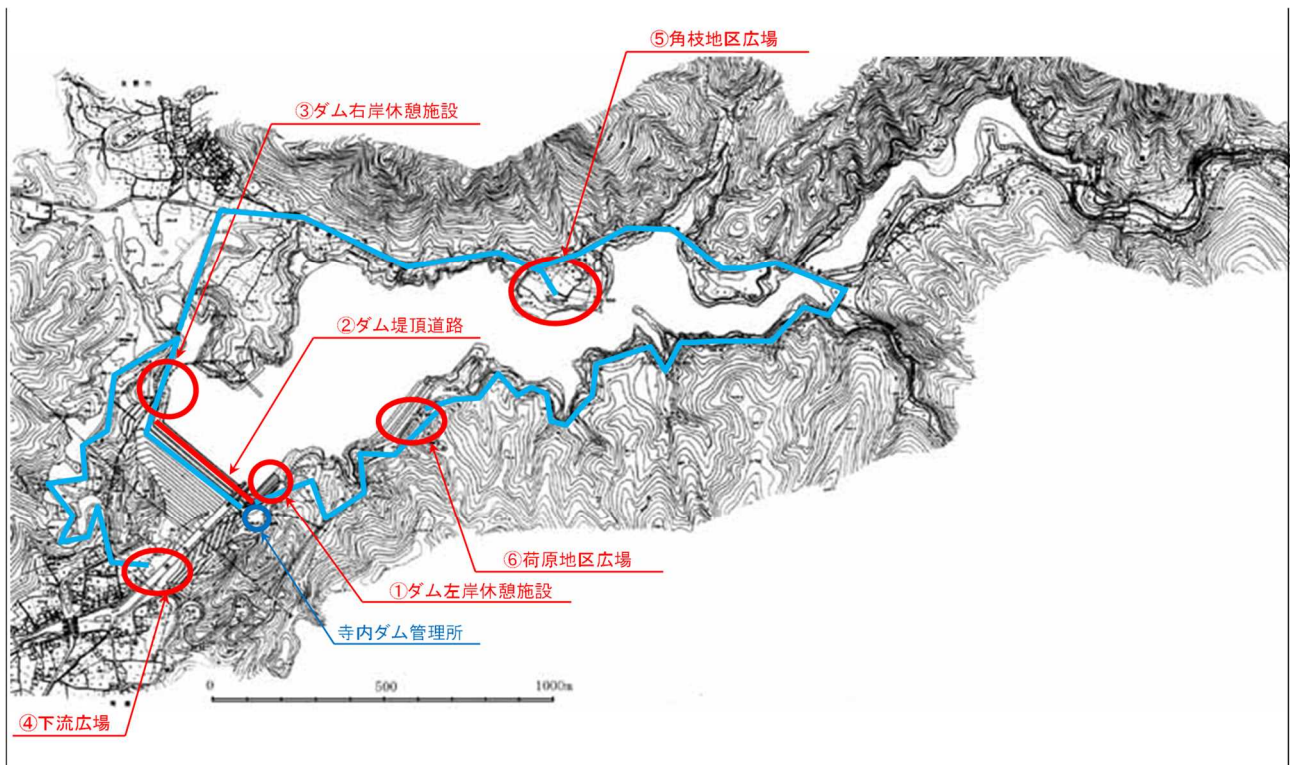 ⑤角枝地区広場
③ダム右岸休憩施設
②ダム堤頂道路
⑥荷原地区広場
①ダム左岸休憩施設
寺内ダム管理所
0 500 1000m
④下流広場